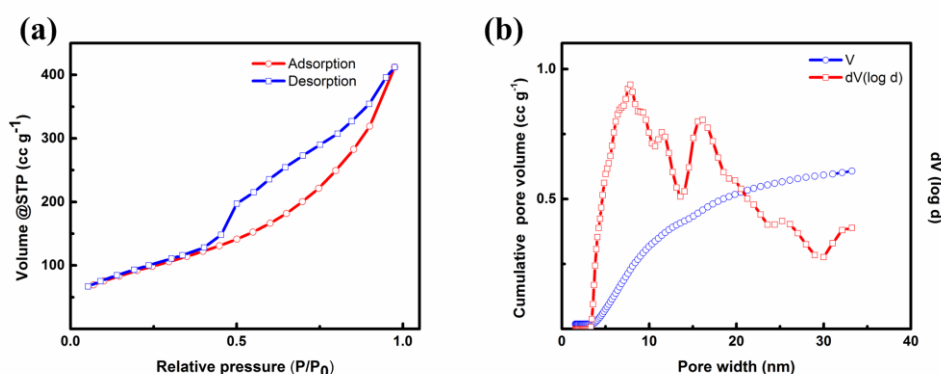 (a)
Volume @STP (cc g-1)
400
300
200
100
Adsorption
Desorption
0.0
0.5
1.0
Relative pressure (P/P0)
(b)
Cumulative pore volume (cc g-1)
1.0
0.5
0.0
V
dV(log d)
0
10
20
30
40
Pore width (nm)
dV (log d)